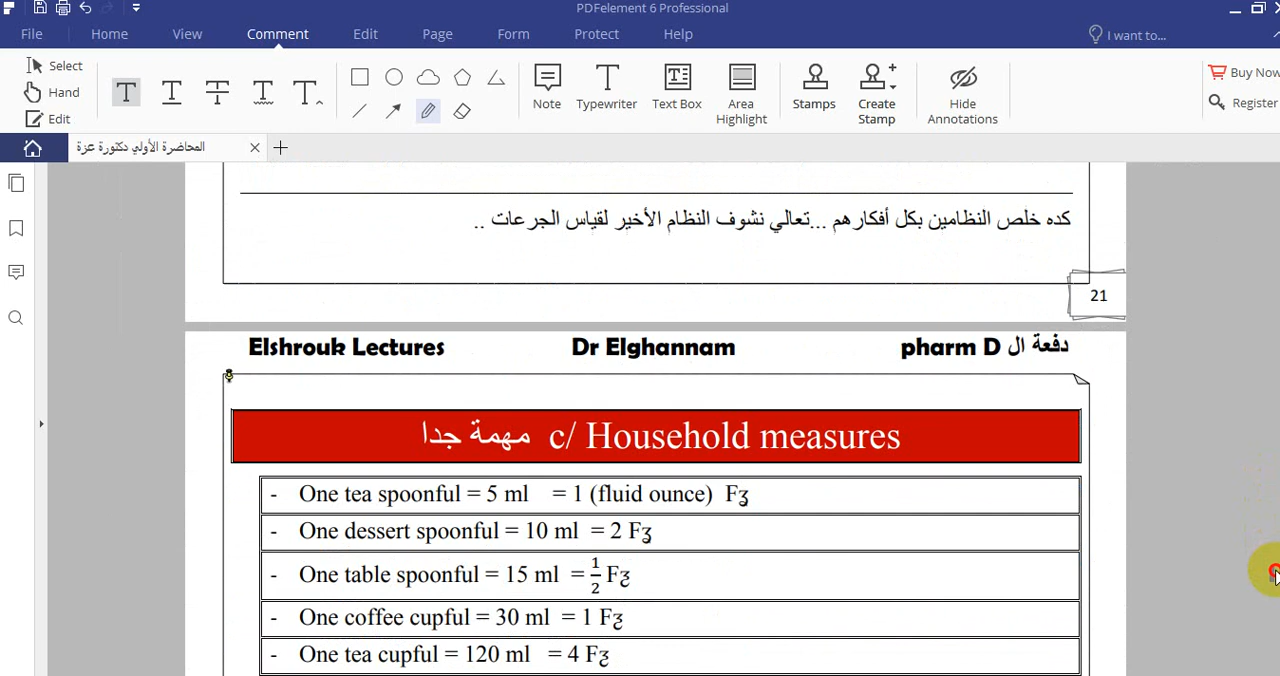 PDFelement 6 Professional
File Home View Comment Edit Page Form Protect Help I want to...
Select
Hand
Edit
Note Typewriter Text Box Area Highlight Stamps Create Stamp Hide Annotations
Buy Now
Register
المحاضرة الأولي دكتورة عزة
كده خلص النظامين بكل أفكارهم ...تعالي نشوف النظام الأخير لقياس الجرعات ..
21
Elshrouk Lectures Dr Elghannam pharm D دفعة ال
c/ Household measures مهمة جدا
- One tea spoonful = 5 ml = 1 (fluid ounce) Fʒ
- One dessert spoonful = 10 ml = 2 Fʒ
- One table spoonful = 15 ml = 1/2 Fʒ
- One coffee cupful = 30 ml = 1 Fʒ
- One tea cupful = 120 ml = 4 Fʒ